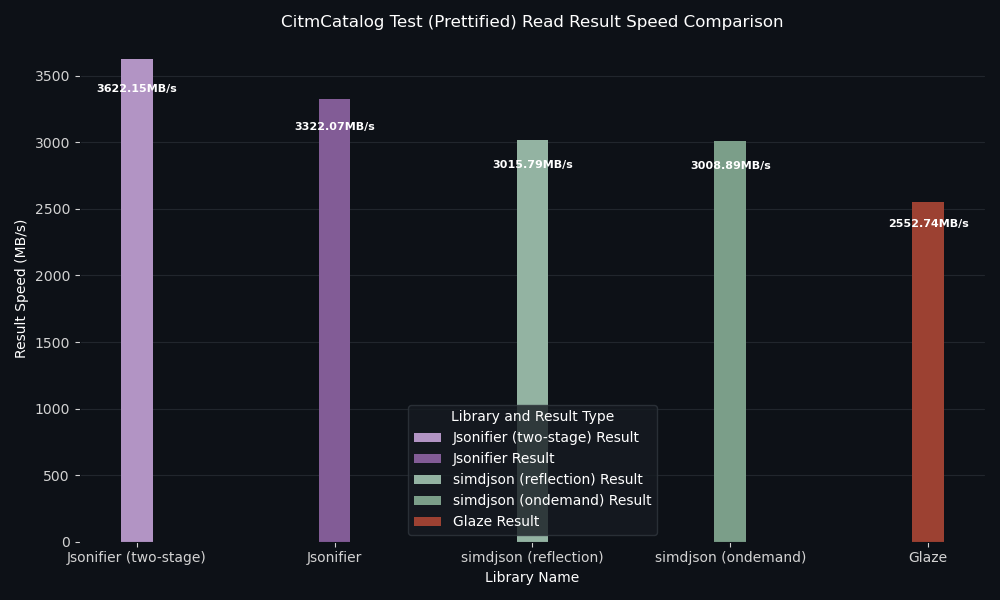 CitmCatalog Test (Prettified) Read Result Speed Comparison
Result Speed (MB/s)
3500
3000
2500
2000
1500
1000
500
0
3622.15MB/s
3322.07MB/s
3015.79MB/s
3008.89MB/s
2552.74MB/s
Library and Result Type
Jsonifier (two-stage) Result
Jsonifier Result
simdjson (reflection) Result
simdjson (ondemand) Result
Glaze Result
Jsonifier (two-stage)
Jsonifier
simdjson (reflection)
simdjson (ondemand)
Glaze
Library Name